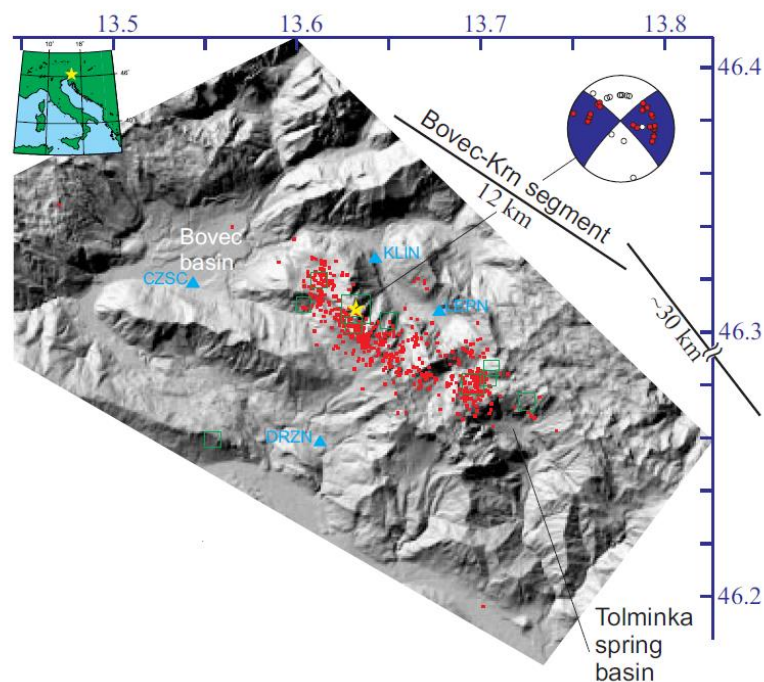 13.5
13.6
13.7
13.8
10°
18°
46°
46.4
Bovec-Krn segment
12 km
Bovec
basin
KLIN
CZSC
~30 km
46.3
DRZN
46.2
Tolminka
spring
basin